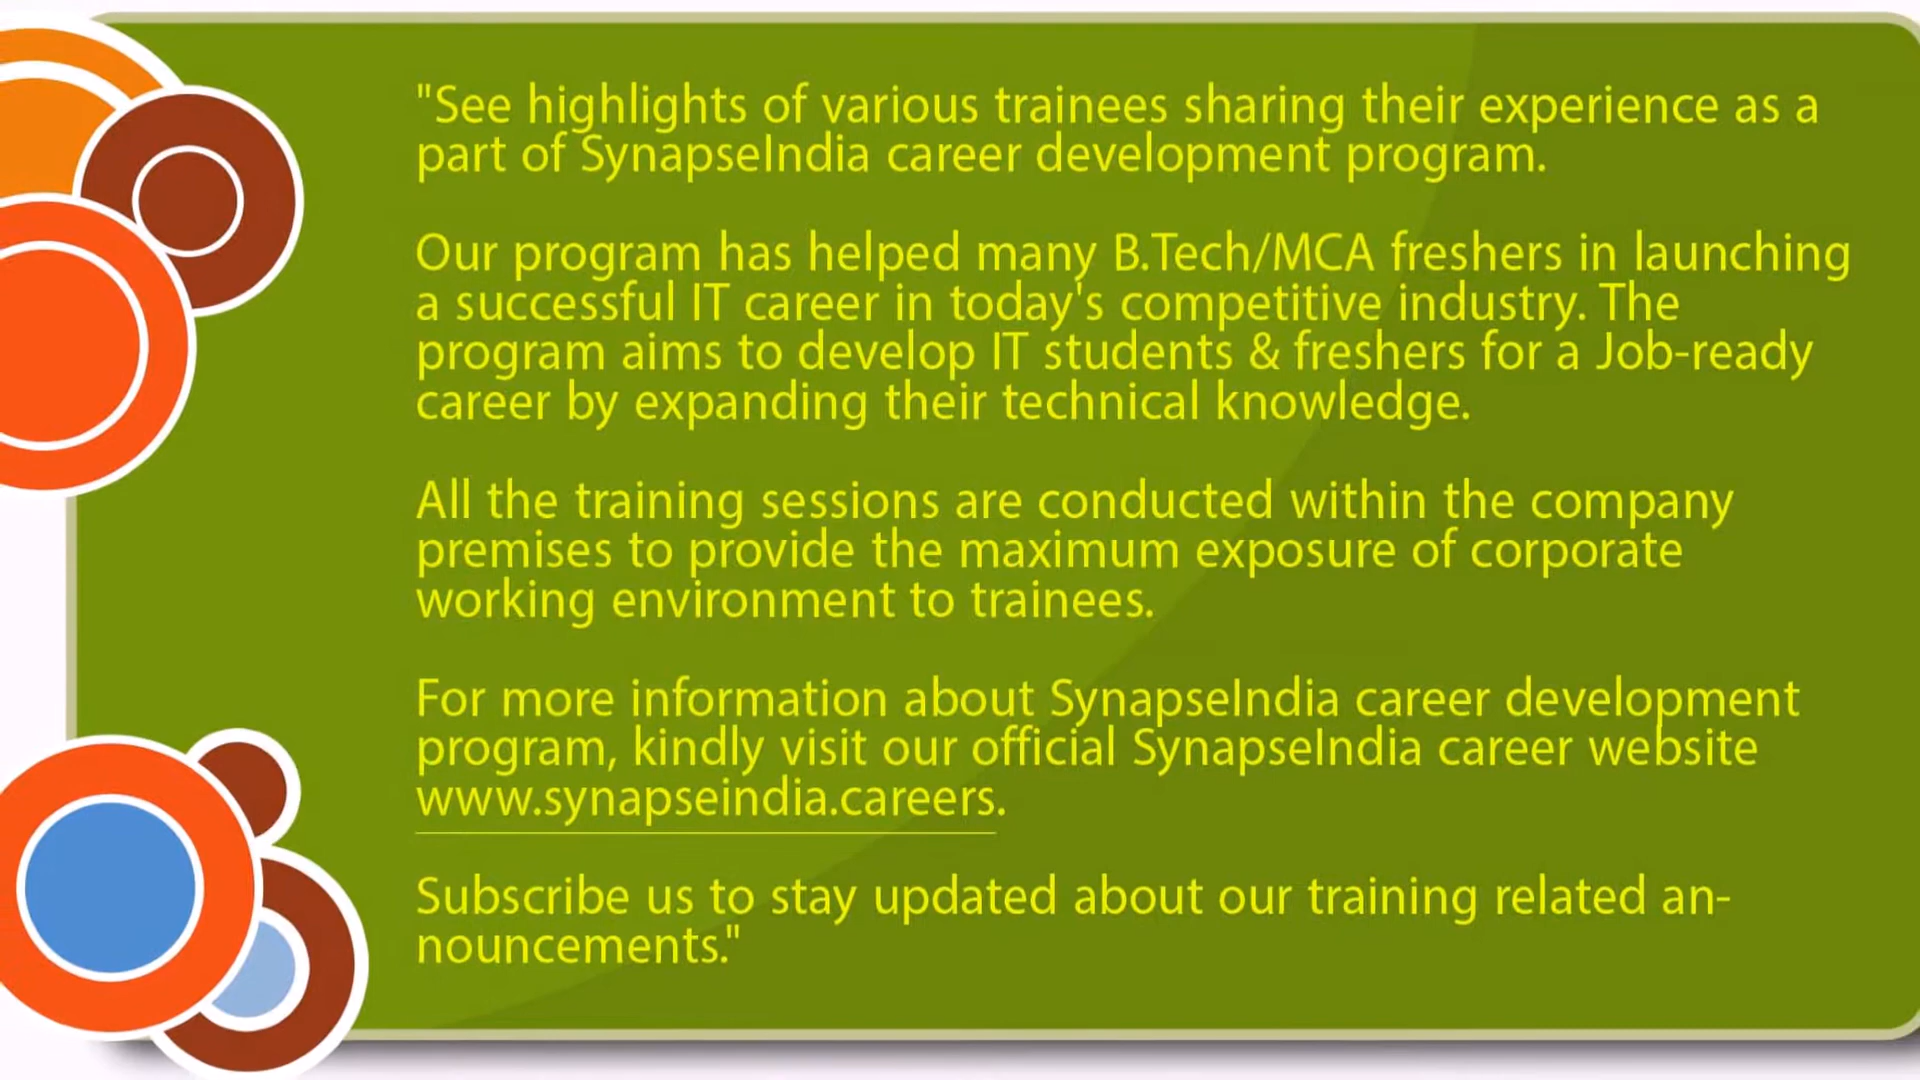 "See highlights of various trainees sharing their experience as a
part of SynapseIndia career development program.
Our program has helped many B.Tech/MCA freshers in launching
a successful IT career in today's competitive industry. The
program aims to develop IT students & freshers for a Job-ready
career by expanding their technical knowledge.
All the training sessions are conducted within the company
premises to provide the maximum exposure of corporate
working environment to trainees.
For more information about SynapseIndia career development
program, kindly visit our official SynapseIndia career website
www.synapseindia.careers.
Subscribe us to stay updated about our training related an-
nouncements."